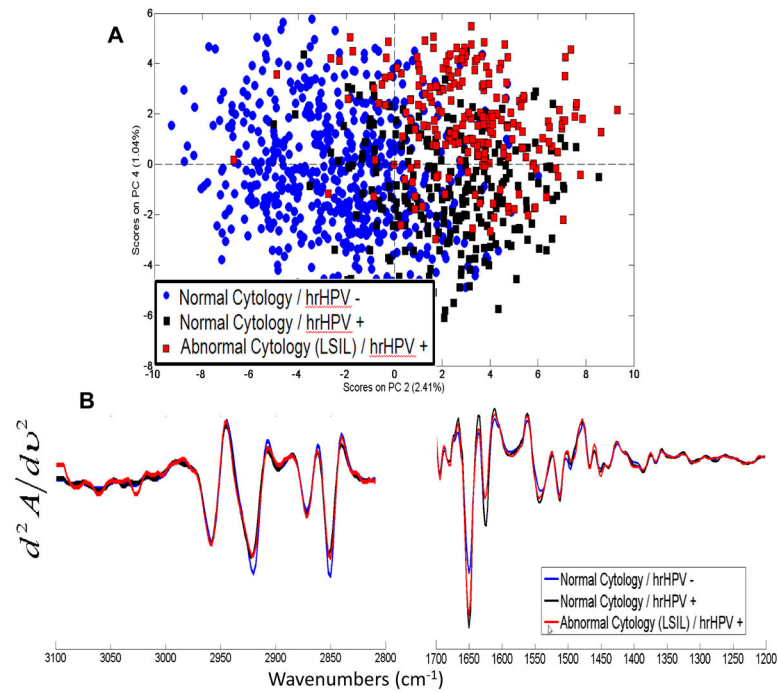 A
6
4
2
0
-2
-4
-6
-8
Scores on PC 4 (1.04%)
Normal Cytology / hrHPV -
Normal Cytology / hrHPV +
Abnormal Cytology (LSIL) / hrHPV +
-10 -8 -6 -4 -2 0 2 4 6 8 10
Scores on PC 2 (2.41%)
B
d² A/dυ²
Normal Cytology / hrHPV -
Normal Cytology / hrHPV +
Abnormal Cytology (LSIL) / hrHPV +
3100 3050 3000 2950 2900 2850 2800 1700 1650 1600 1550 1500 1450 1400 1350 1300 1250 1200
Wavenumbers (cm⁻¹)